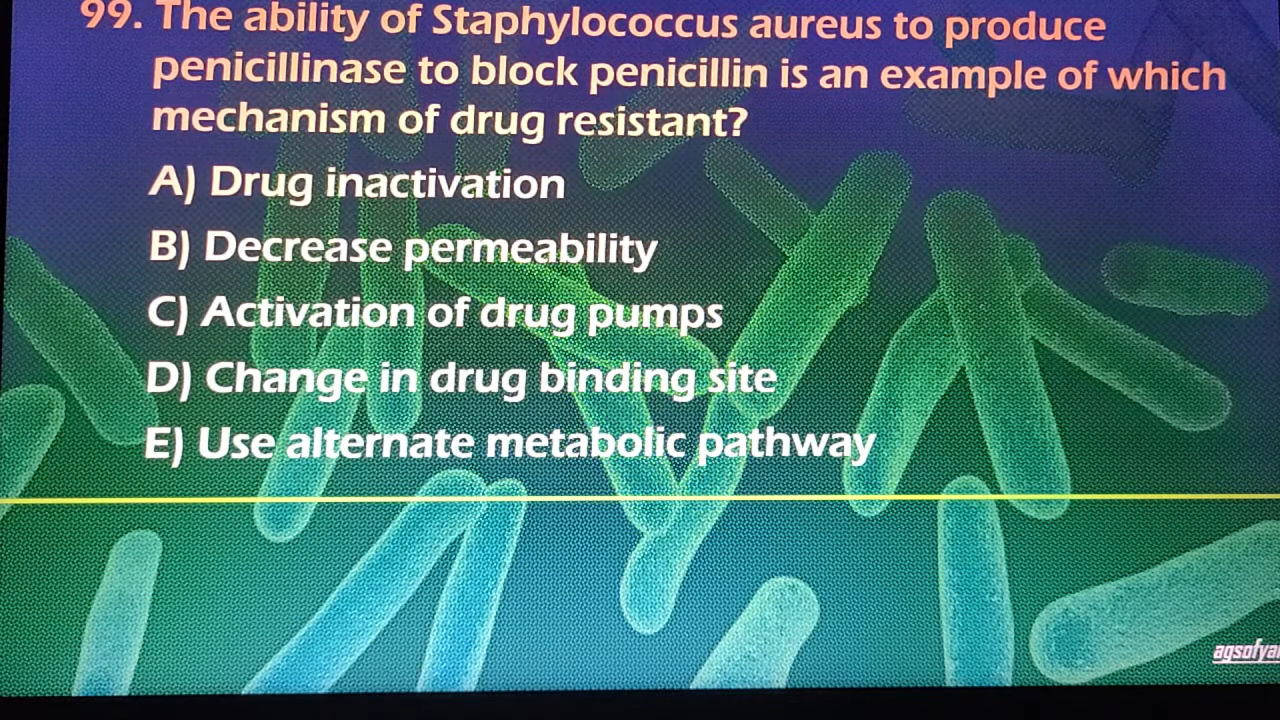 99. The ability of Staphylococcus aureus to produce
penicillinase to block penicillin is an example of which
mechanism of drug resistant?
A) Drug inactivation
B) Decrease permeability
C) Activation of drug pumps
D) Change in drug binding site
E) Use alternate metabolic pathway